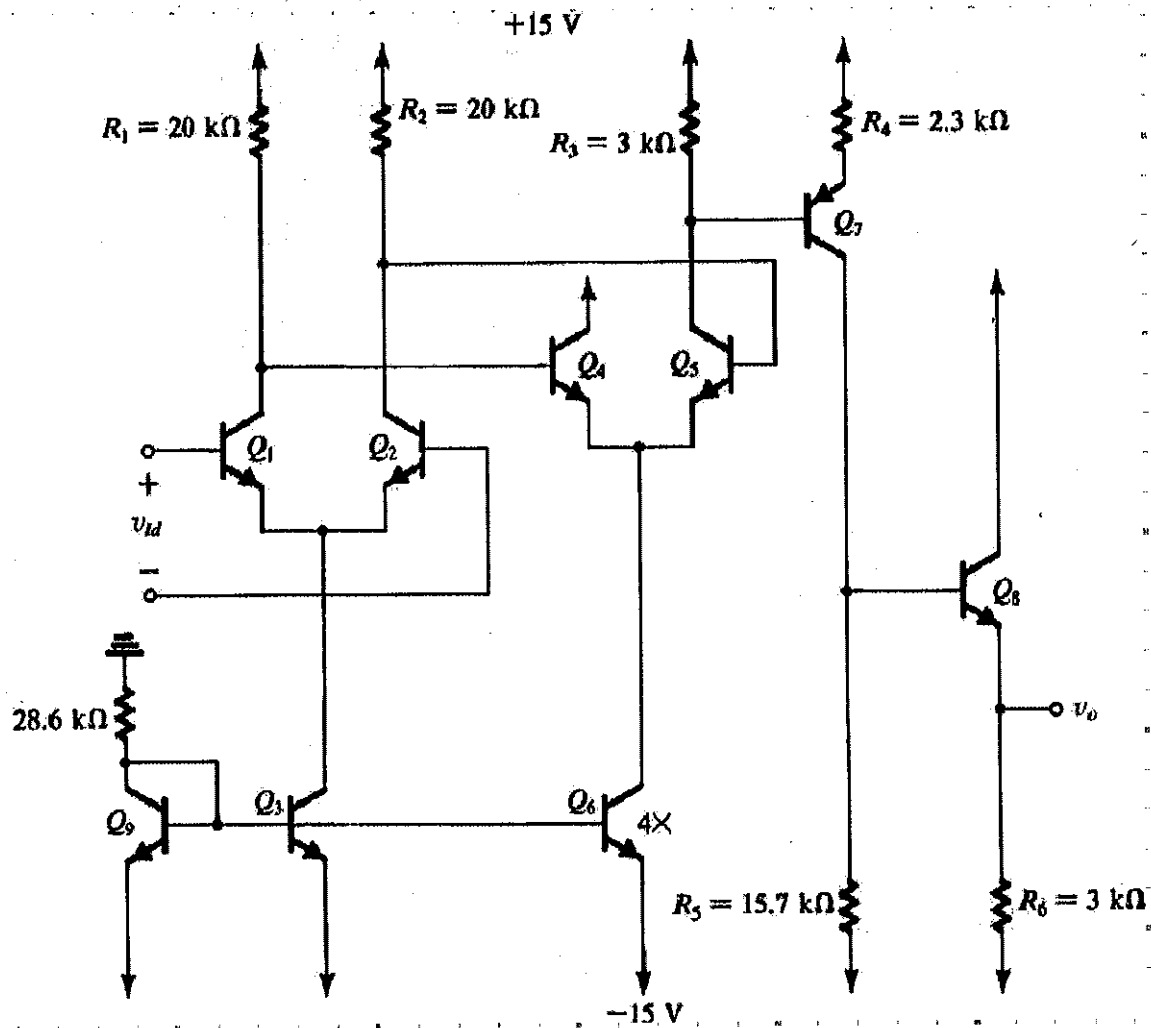 +15 V
R₁ = 20 kΩ
R₂ = 20 kΩ
R₃ = 3 kΩ
R₄ = 2.3 kΩ
Q₇
Q₄
Q₅
Q₁
Q₂
+
v_Id
−
Q₈
28.6 kΩ
v_o
Q₉
Q₃
Q₆
4X
R₅ = 15.7 kΩ
R₆ = 3 kΩ
−15 V